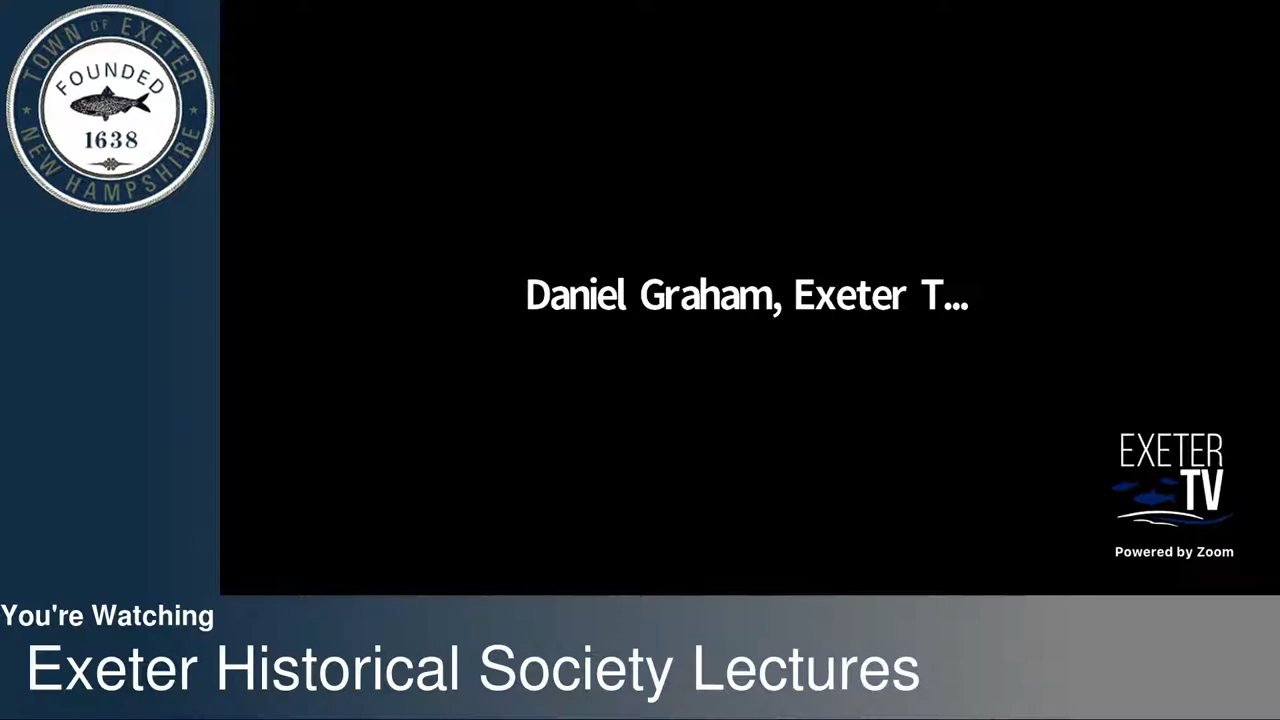 TOWN OF EXETER
FOUNDED
1638
NEW HAMPSHIRE
Daniel Graham, Exeter T...
EXETER
TV
Powered by Zoom
You're Watching
Exeter Historical Society Lectures